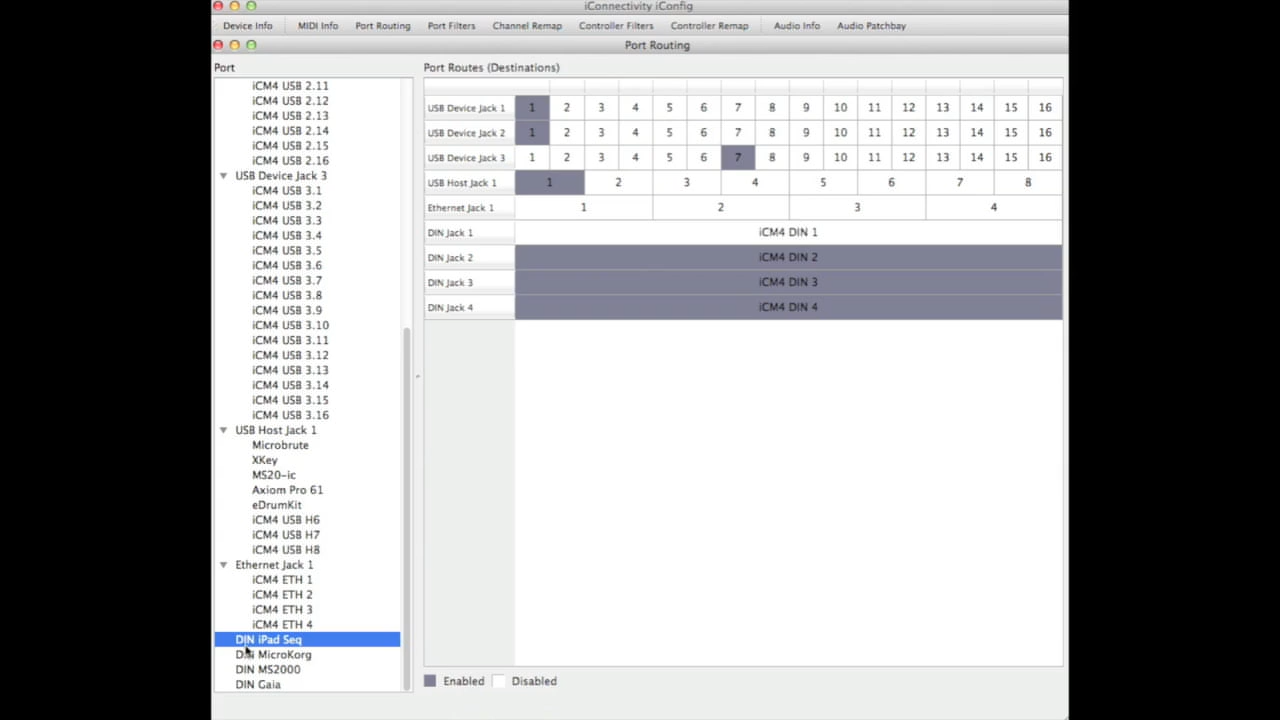 iConnectivity iConfig
Device Info MIDI Info Port Routing Port Filters Channel Remap Controller Filters Controller Remap Audio Info Audio Patchbay
Port Routing
Port
iCM4 USB 2.11
iCM4 USB 2.12
iCM4 USB 2.13
iCM4 USB 2.14
iCM4 USB 2.15
iCM4 USB 2.16
USB Device Jack 3
iCM4 USB 3.1
iCM4 USB 3.2
iCM4 USB 3.3
iCM4 USB 3.4
iCM4 USB 3.5
iCM4 USB 3.6
iCM4 USB 3.7
iCM4 USB 3.8
iCM4 USB 3.9
iCM4 USB 3.10
iCM4 USB 3.11
iCM4 USB 3.12
iCM4 USB 3.13
iCM4 USB 3.14
iCM4 USB 3.15
iCM4 USB 3.16
USB Host Jack 1
Microbrute
XKey
MS20-ic
Axiom Pro 61
eDrumKit
iCM4 USB H6
iCM4 USB H7
iCM4 USB H8
Ethernet Jack 1
iCM4 ETH 1
iCM4 ETH 2
iCM4 ETH 3
iCM4 ETH 4
DIN iPad Seq
DIN MicroKorg
DIN MS2000
DIN Gaia
Port Routes (Destinations)
USB Device Jack 1 1 2 3 4 5 6 7 8 9 10 11 12 13 14 15 16
USB Device Jack 2 1 2 3 4 5 6 7 8 9 10 11 12 13 14 15 16
USB Device Jack 3 1 2 3 4 5 6 7 8 9 10 11 12 13 14 15 16
USB Host Jack 1 1 2 3 4 5 6 7 8
Ethernet Jack 1 1 2 3 4
DIN Jack 1 iCM4 DIN 1
DIN Jack 2 iCM4 DIN 2
DIN Jack 3 iCM4 DIN 3
DIN Jack 4 iCM4 DIN 4
Enabled Disabled